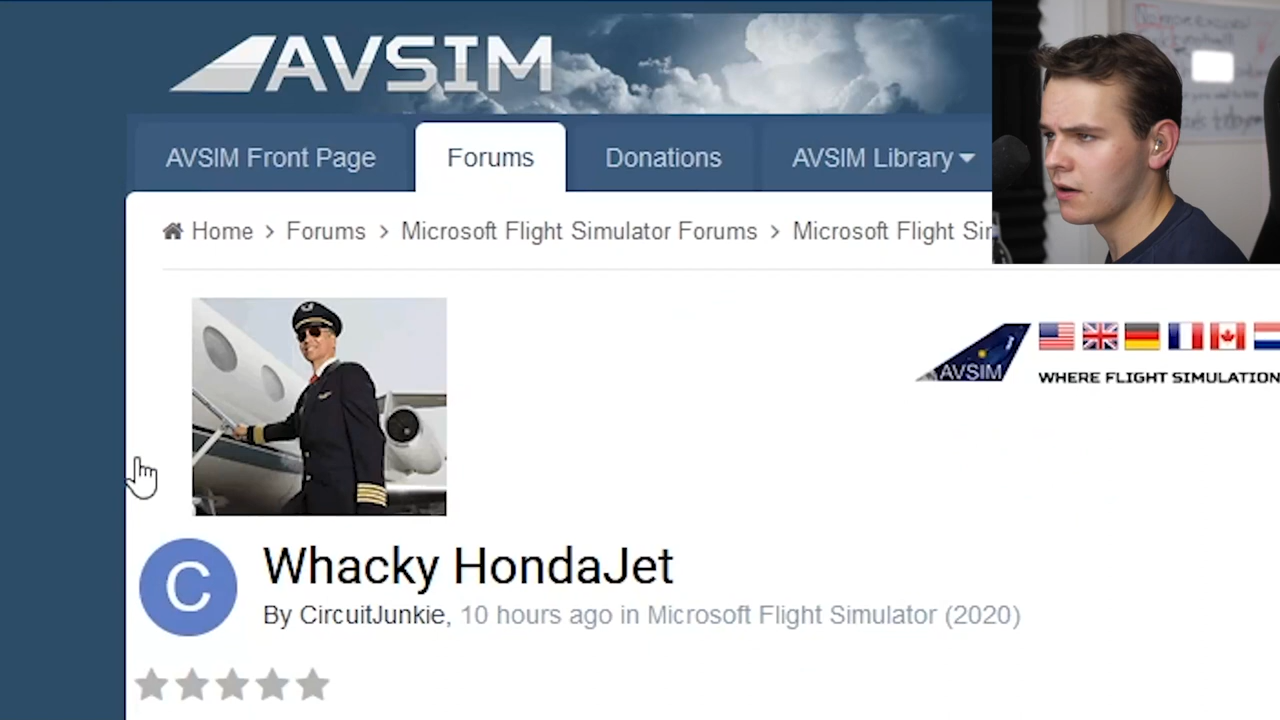 AVSIM
AVSIM Front Page
Forums
Donations
AVSIM Library
Home > Forums > Microsoft Flight Simulator Forums > Microsoft Flight Sim
AVSIM
WHERE FLIGHT SIMULATION
Whacky HondaJet
By CircuitJunkie, 10 hours ago in Microsoft Flight Simulator (2020)
C